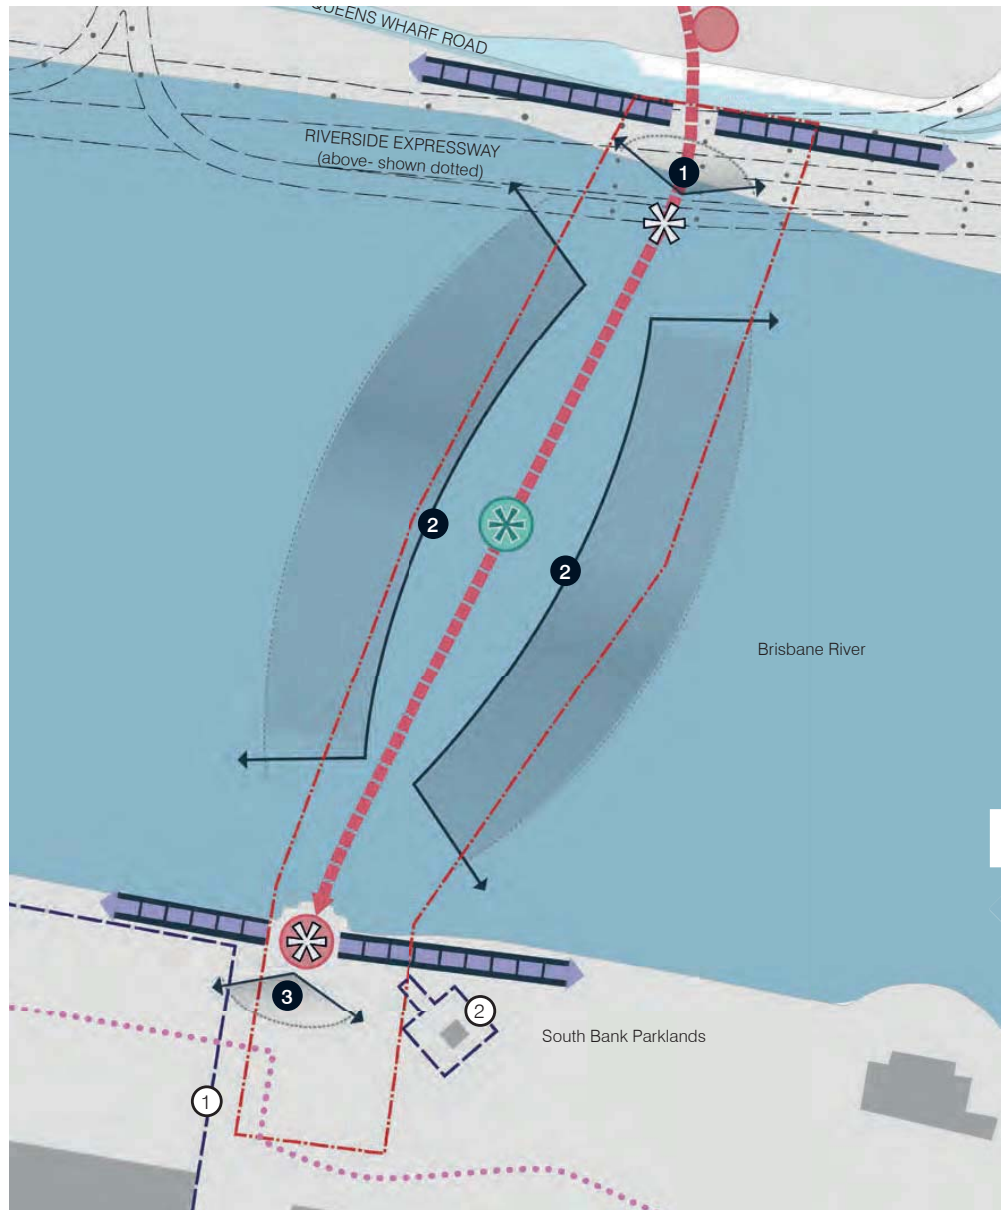 QUEENS WHARF ROAD
RIVERSIDE EXPRESSWAY
(above- shown dotted)
1
2
2
Brisbane River
3
2
South Bank Parklands
1